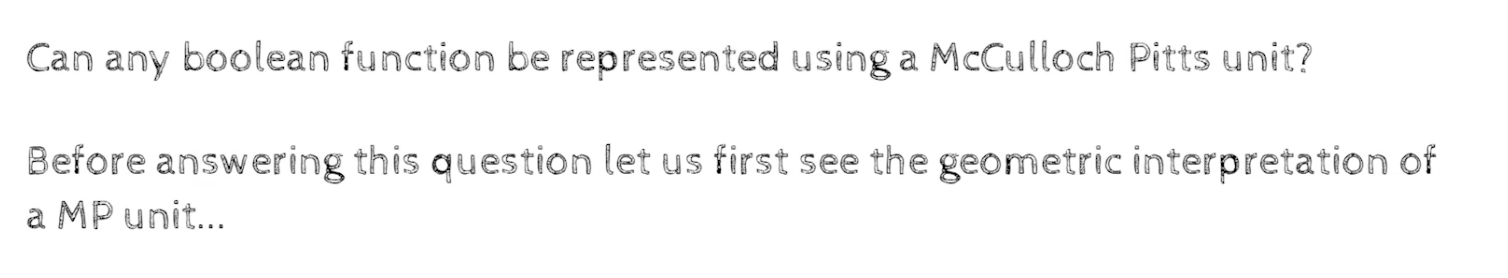 Can any boolean function be represented using a McCulloch Pitts unit?
Before answering this question let us first see the geometric interpretation of
a MP unit...